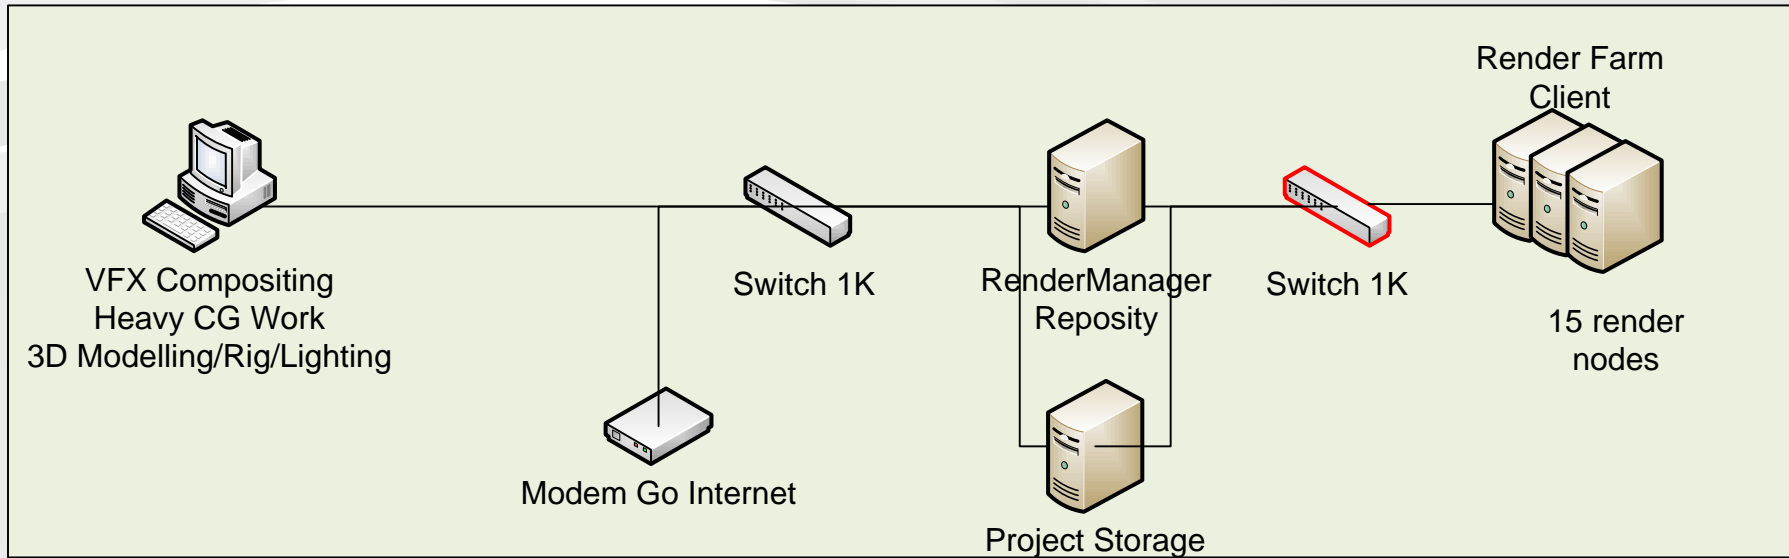 Render Farm
Client
VFX Compositing
Heavy CG Work
3D Modelling/Rig/Lighting
Switch 1K
RenderManager
Reposity
Switch 1K
15 render
nodes
Modem Go Internet
Project Storage